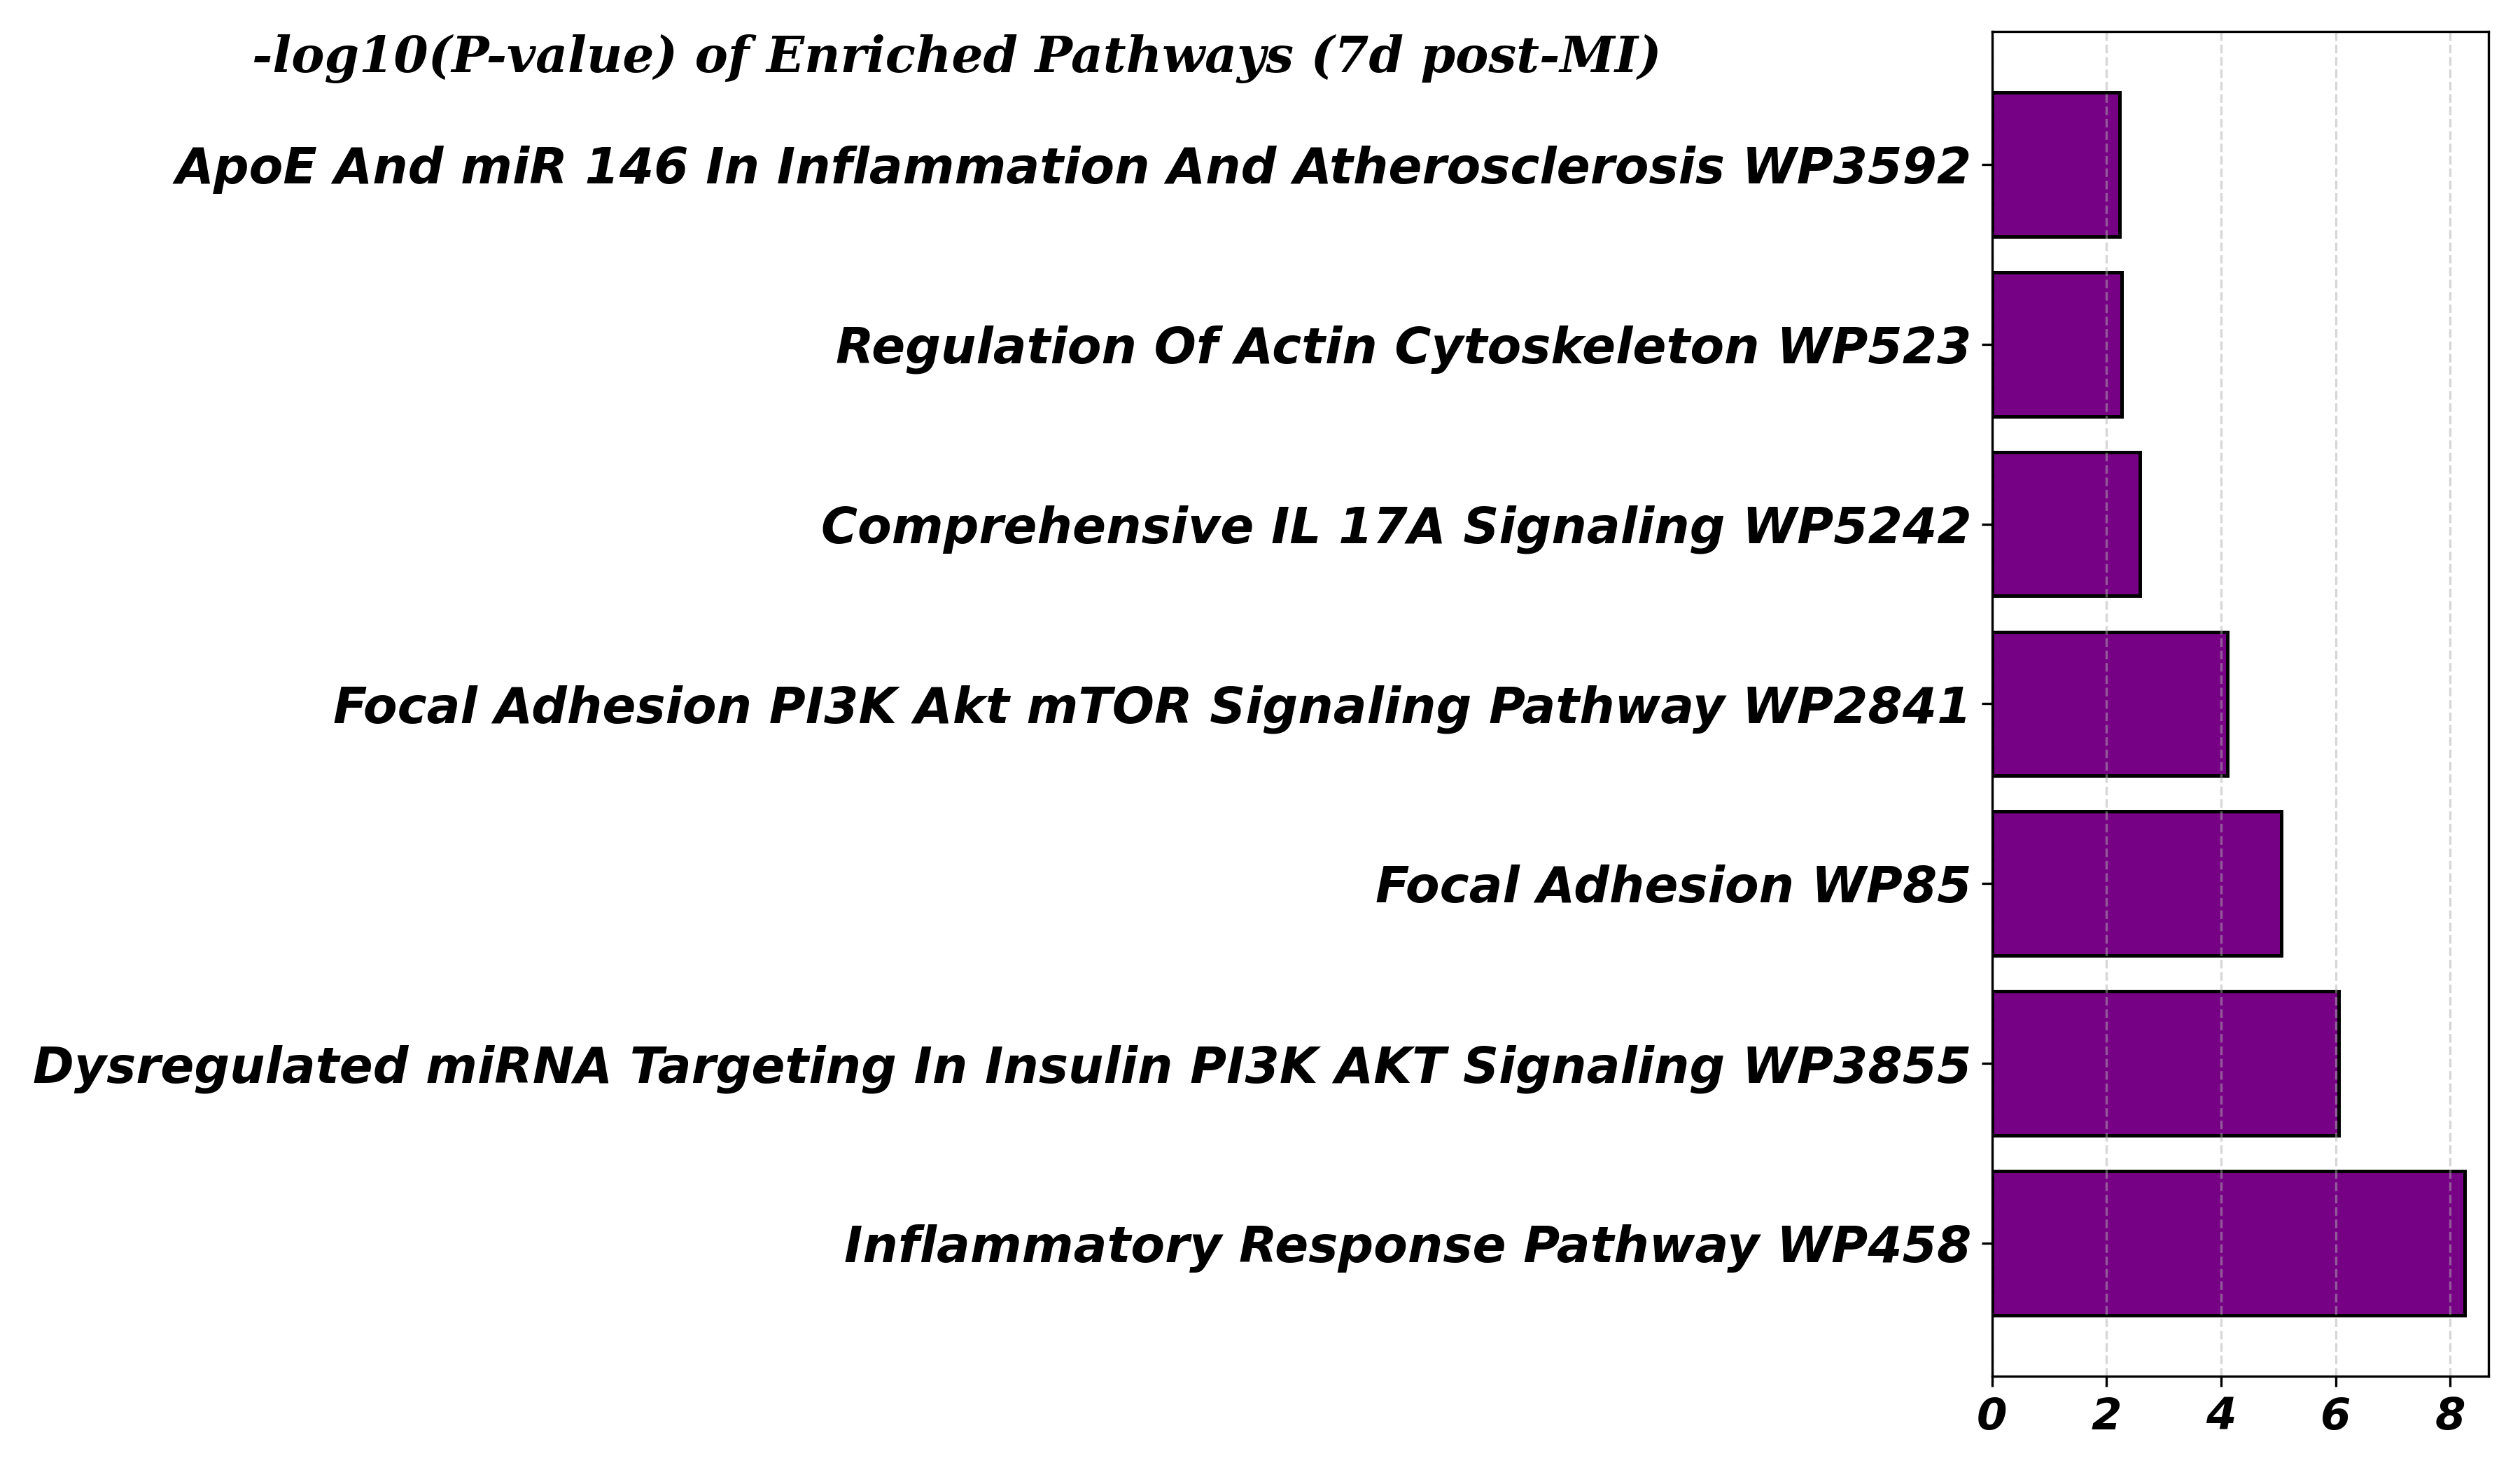 -log10(P-value) of Enriched Pathways (7d post-MI)
ApoE And miR 146 In Inflammation And Atherosclerosis WP3592
Regulation Of Actin Cytoskeleton WP523
Comprehensive IL 17A Signaling WP5242
Focal Adhesion PI3K Akt mTOR Signaling Pathway WP2841
Focal Adhesion WP85
Dysregulated miRNA Targeting In Insulin PI3K AKT Signaling WP3855
Inflammatory Response Pathway WP458
0 2 4 6 8